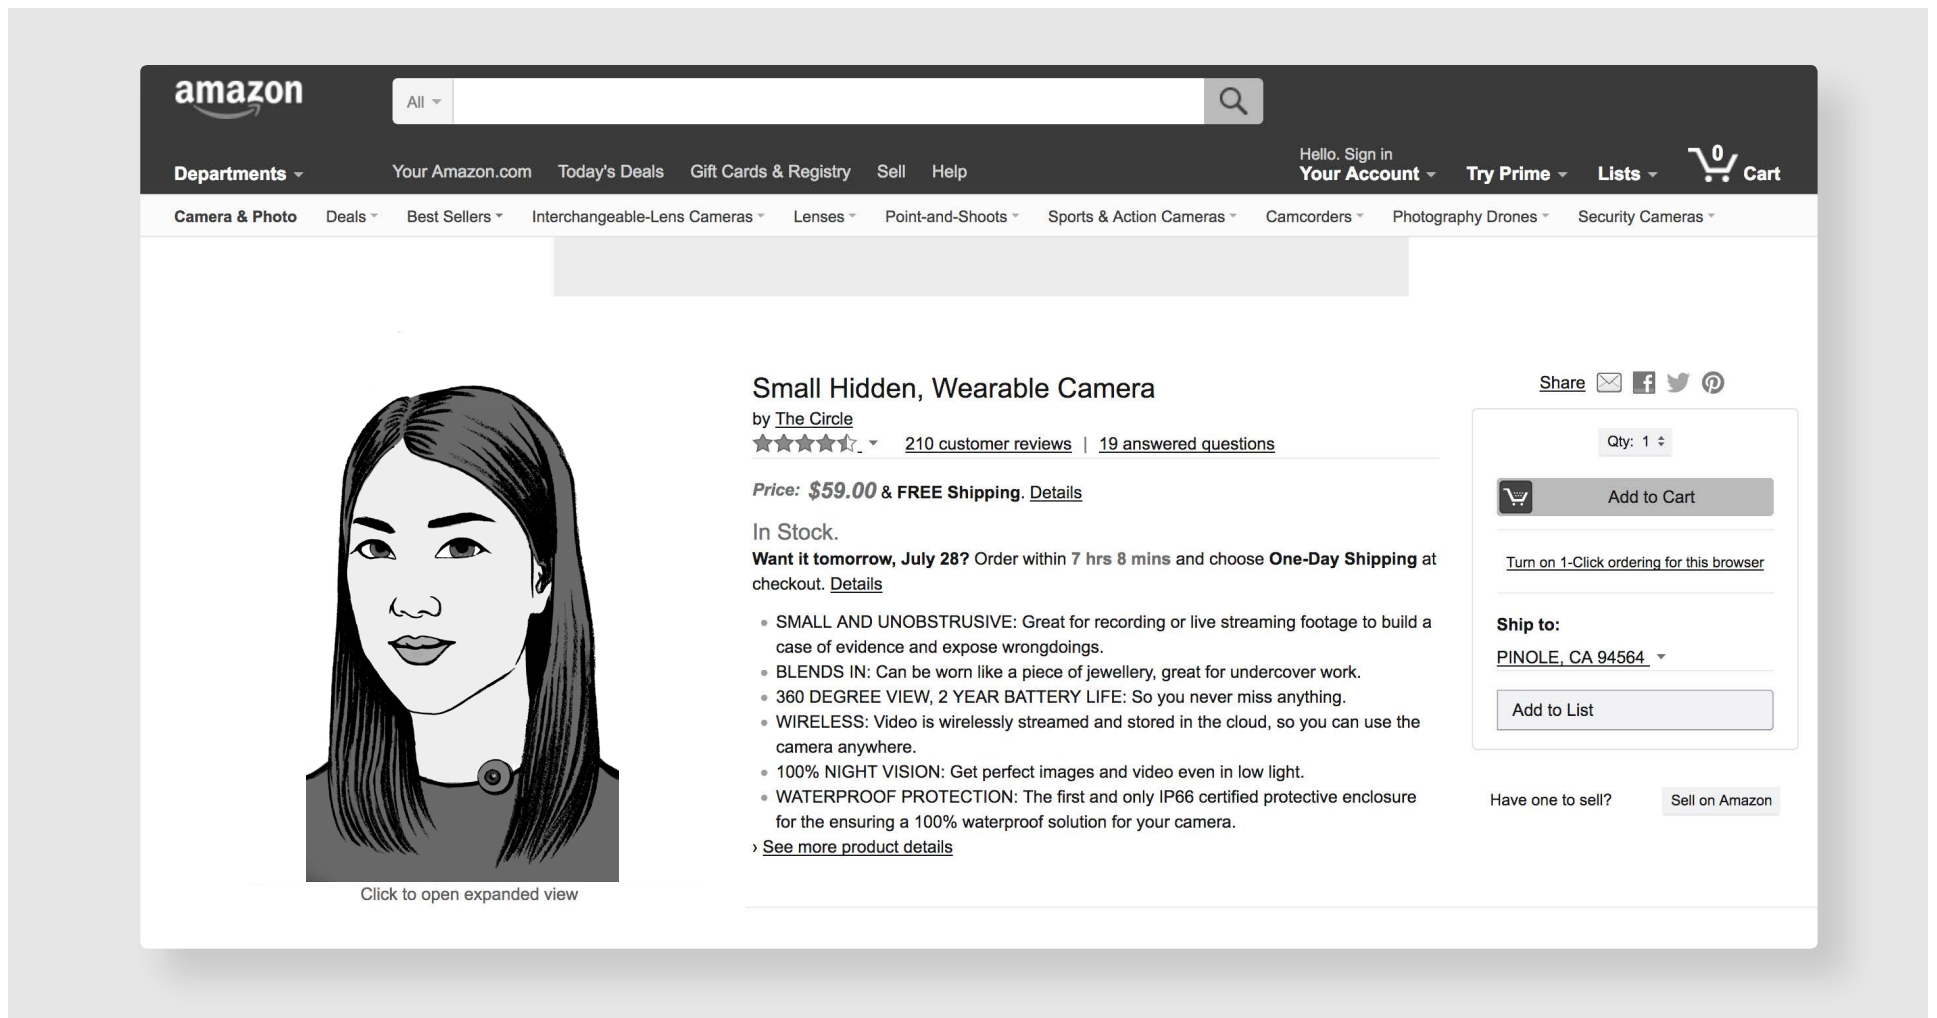 amazon
All
Departments
Your Amazon.com Today's Deals Gift Cards & Registry Sell Help
Hello. Sign in
Your Account
Try Prime
Lists
0
Cart
Camera & Photo Deals Best Sellers Interchangeable-Lens Cameras Lenses Point-and-Shoots Sports & Action Cameras Camcorders Photography Drones Security Cameras
Click to open expanded view
Small Hidden, Wearable Camera
by The Circle
210 customer reviews | 19 answered questions
Price: $59.00 & FREE Shipping. Details
In Stock.
Want it tomorrow, July 28? Order within 7 hrs 8 mins and choose One-Day Shipping at
checkout. Details
• SMALL AND UNOBSTRUSIVE: Great for recording or live streaming footage to build a
case of evidence and expose wrongdoings.
• BLENDS IN: Can be worn like a piece of jewellery, great for undercover work.
• 360 DEGREE VIEW, 2 YEAR BATTERY LIFE: So you never miss anything.
• WIRELESS: Video is wirelessly streamed and stored in the cloud, so you can use the
camera anywhere.
• 100% NIGHT VISION: Get perfect images and video even in low light.
• WATERPROOF PROTECTION: The first and only IP66 certified protective enclosure
for the ensuring a 100% waterproof solution for your camera.
› See more product details
Share
Qty: 1
Add to Cart
Turn on 1-Click ordering for this browser
Ship to:
PINOLE, CA 94564
Add to List
Have one to sell? Sell on Amazon